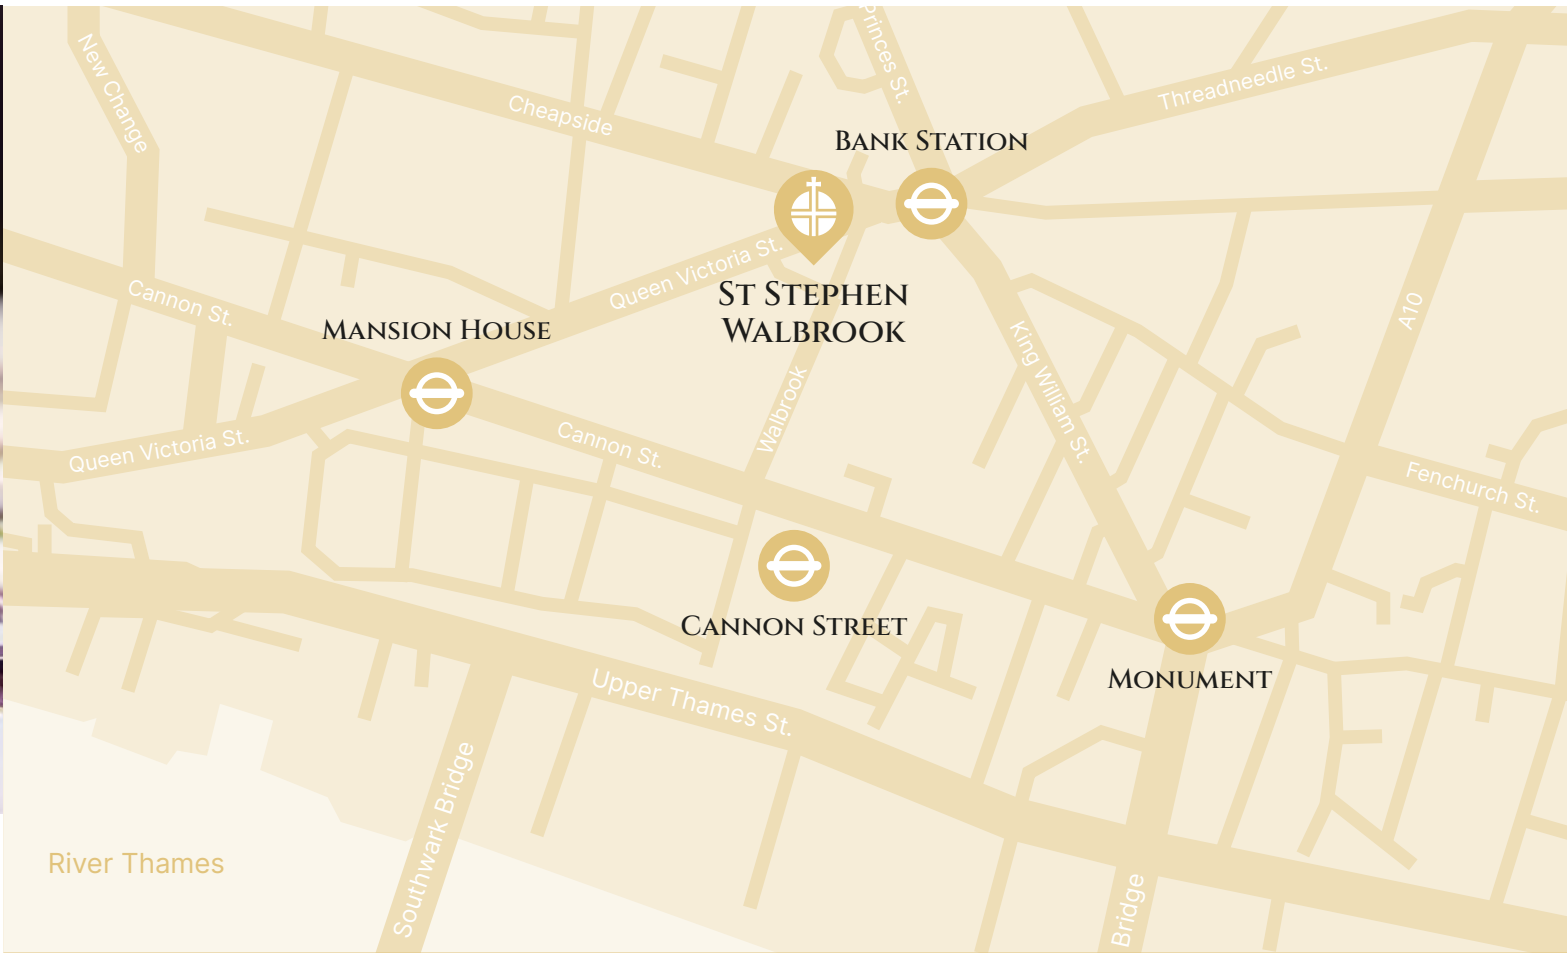 Princes St.
New Change
Threadneedle St.
Cheapside
Bank Station
Queen Victoria St.
St Stephen
Walbrook
Cannon St.
Mansion House
A10
King William St.
Walbrook
Queen Victoria St.
Cannon St.
Fenchurch St.
Cannon Street
Monument
Upper Thames St.
Southwark Bridge
River Thames
Bridge